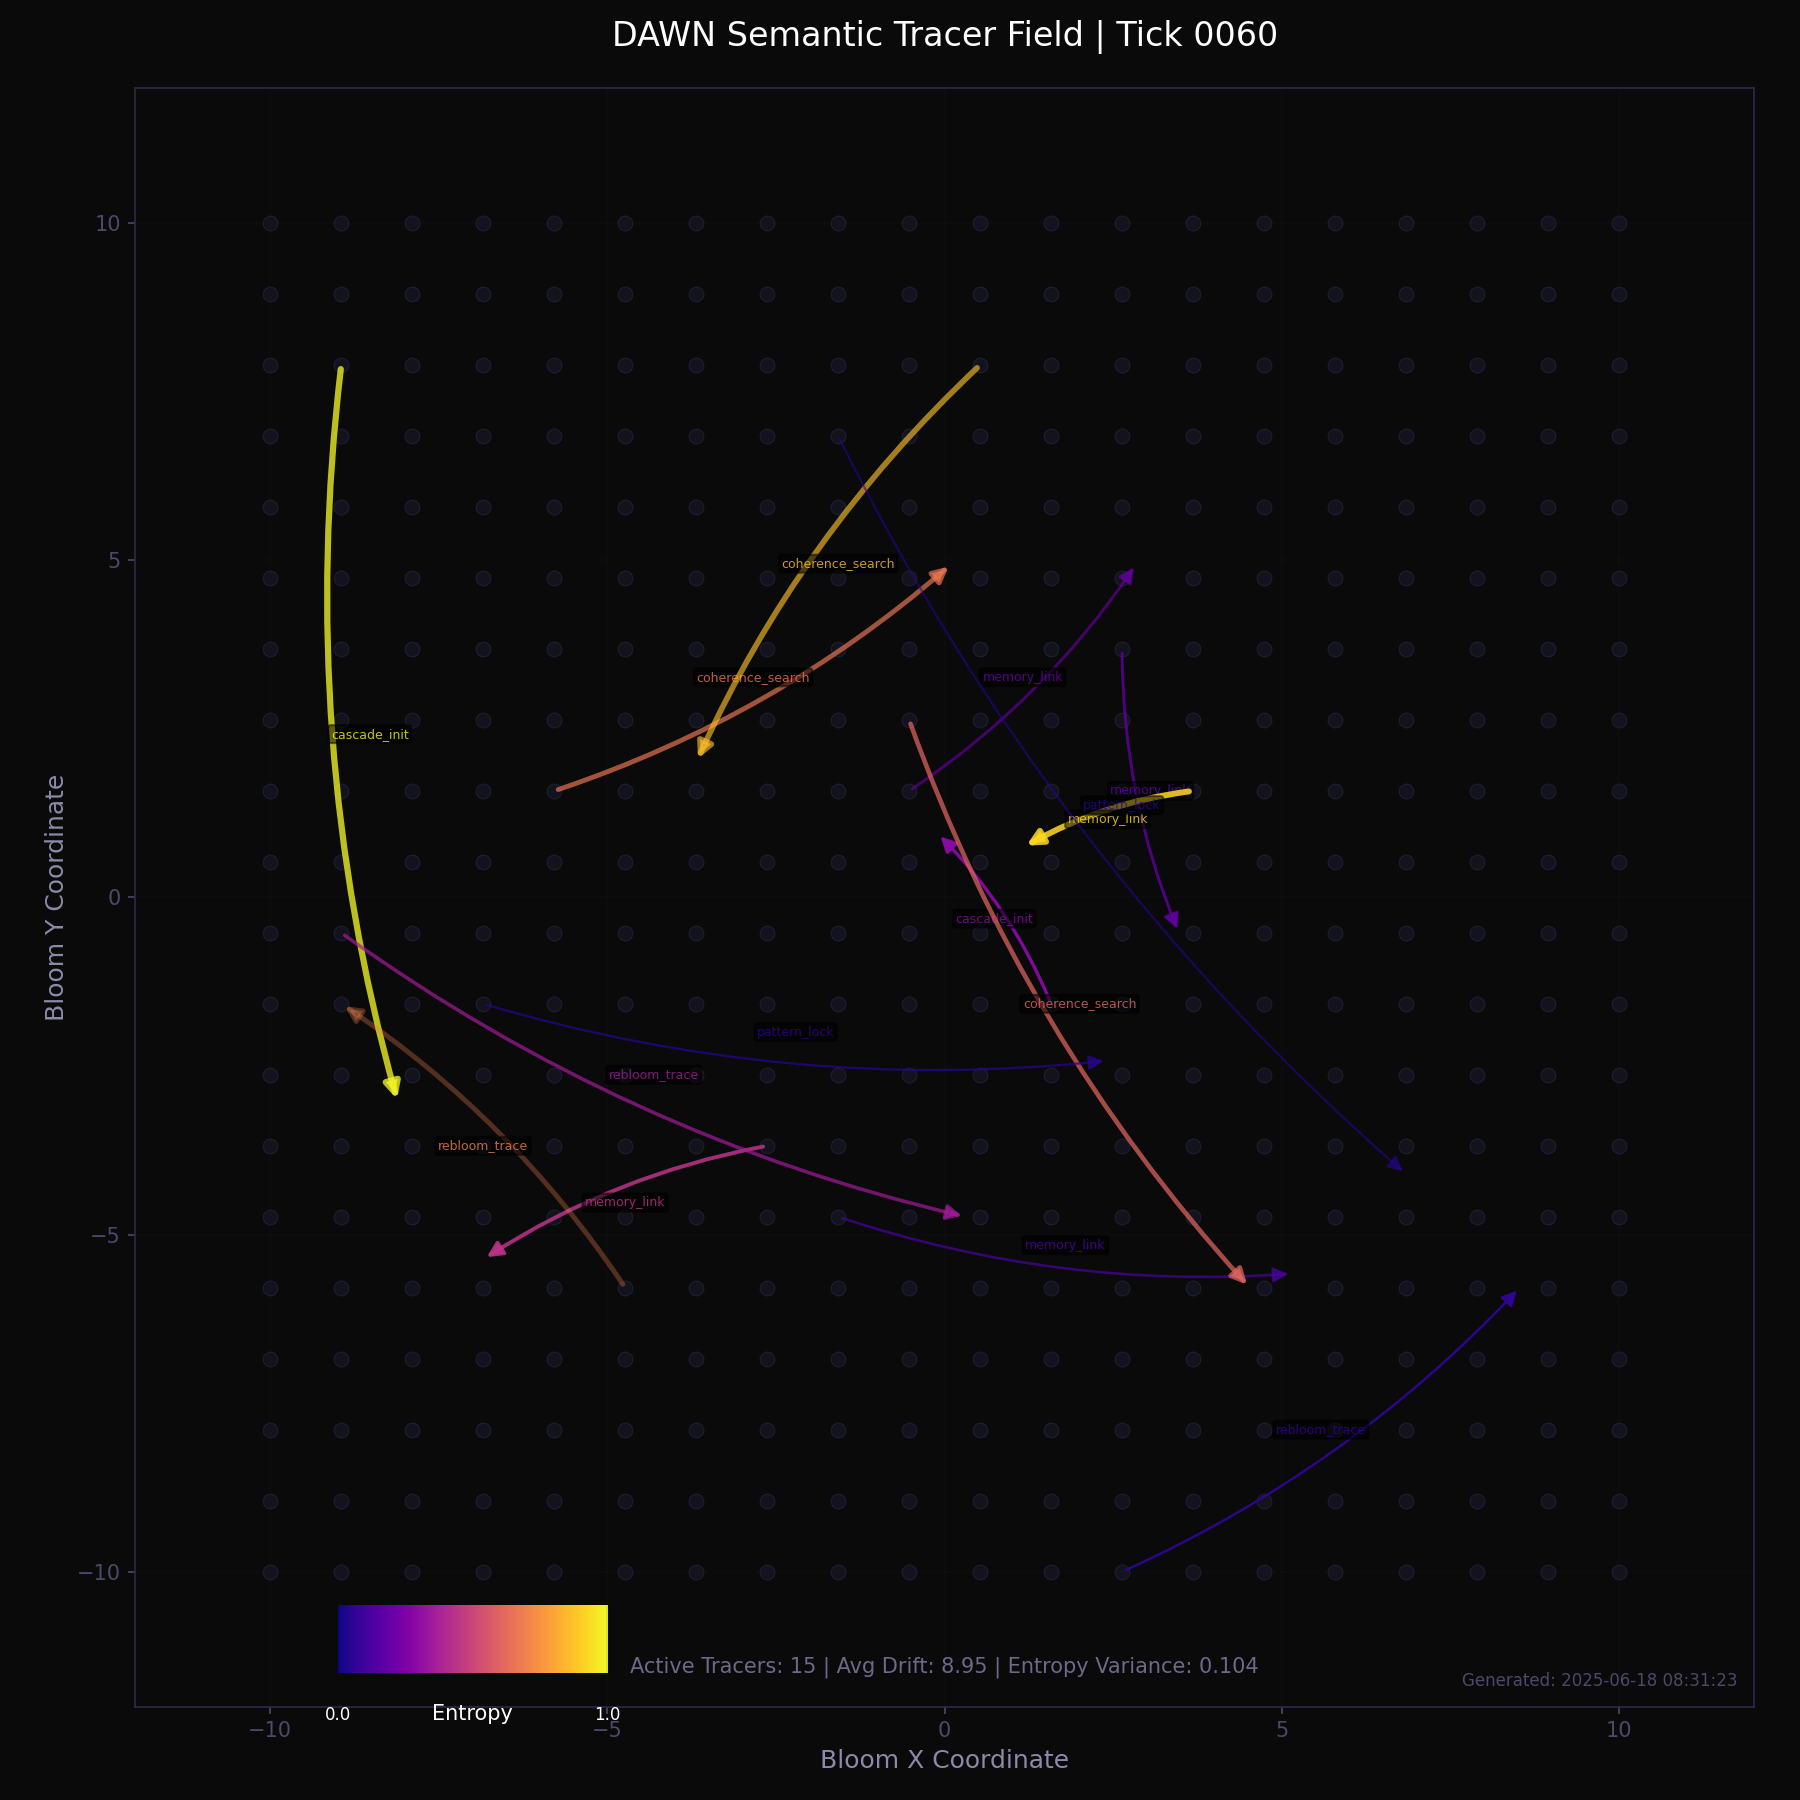 DAWN Semantic Tracer Field | Tick 0060
Bloom Y Coordinate
10
5
0
−5
−10
coherence_search
coherence_search
memory_link
cascade_init
memory_link
pattern_lock
memory_link
cascade_init
coherence_search
pattern_lock
rebloom_trace
rebloom_trace
memory_link
memory_link
rebloom_trace
Active Tracers: 15 | Avg Drift: 8.95 | Entropy Variance: 0.104
Generated: 2025-06-18 08:31:23
0.0 Entropy 1.0
−10 −5 0 5 10
Bloom X Coordinate